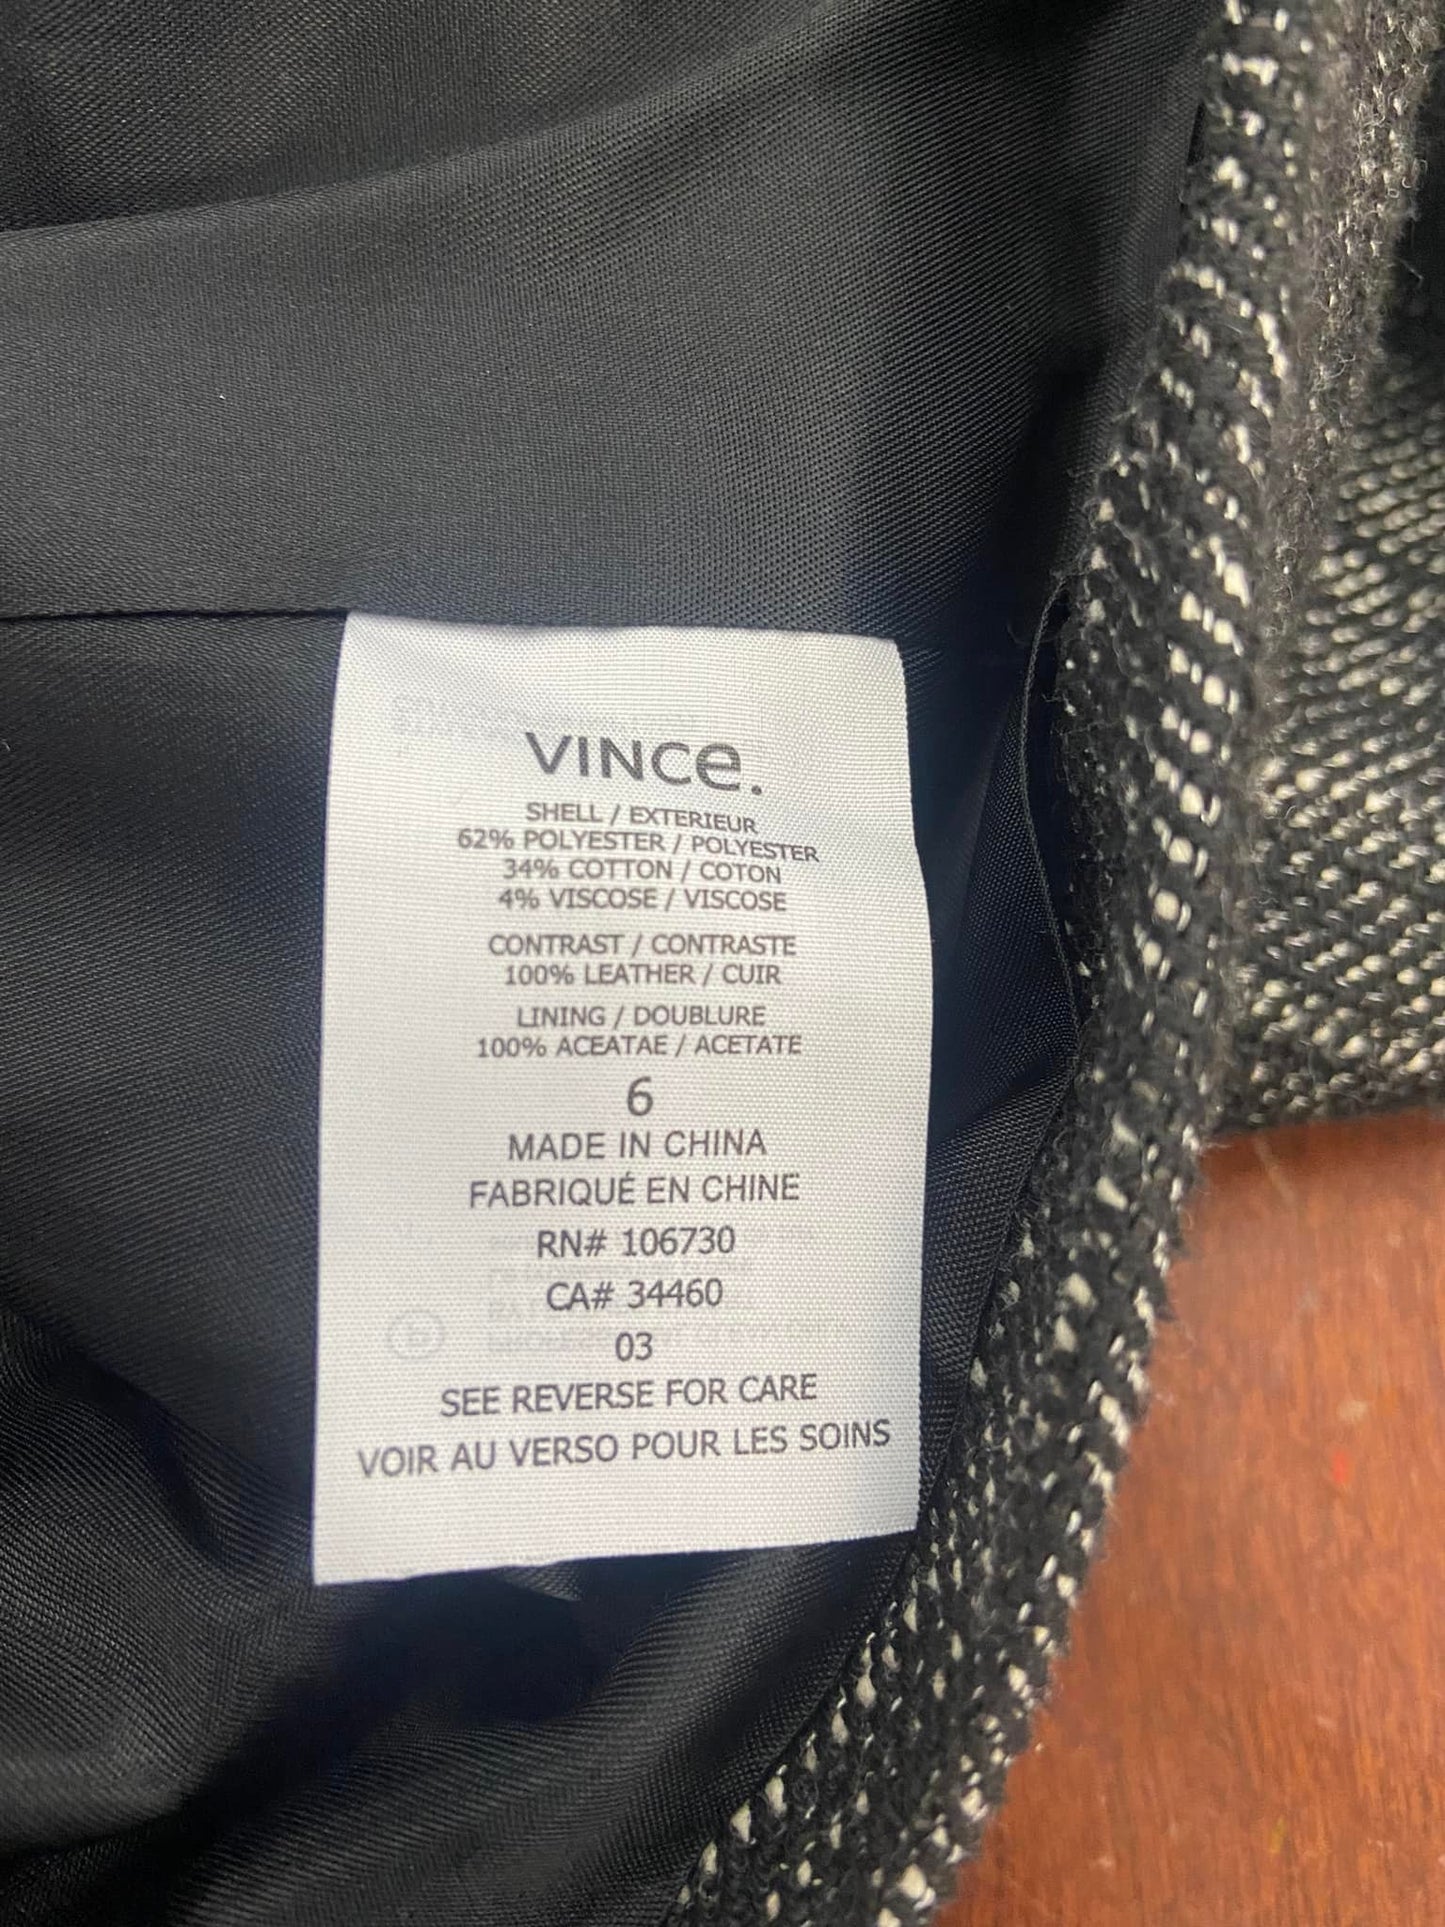 VINCe.
SHELL / EXTERIEUR
62% POLYESTER / POLYESTER
34% COTTON / COTON
4% VISCOSE / VISCOSE
CONTRAST / CONTRASTE
100% LEATHER / CUIR
LINING / DOUBLURE
100% ACEATAE / ACETATE
6
MADE IN CHINA
FABRIQUÉ EN CHINE
RN# 106730
CA# 34460
03
SEE REVERSE FOR CARE
VOIR AU VERSO POUR LES SOINS